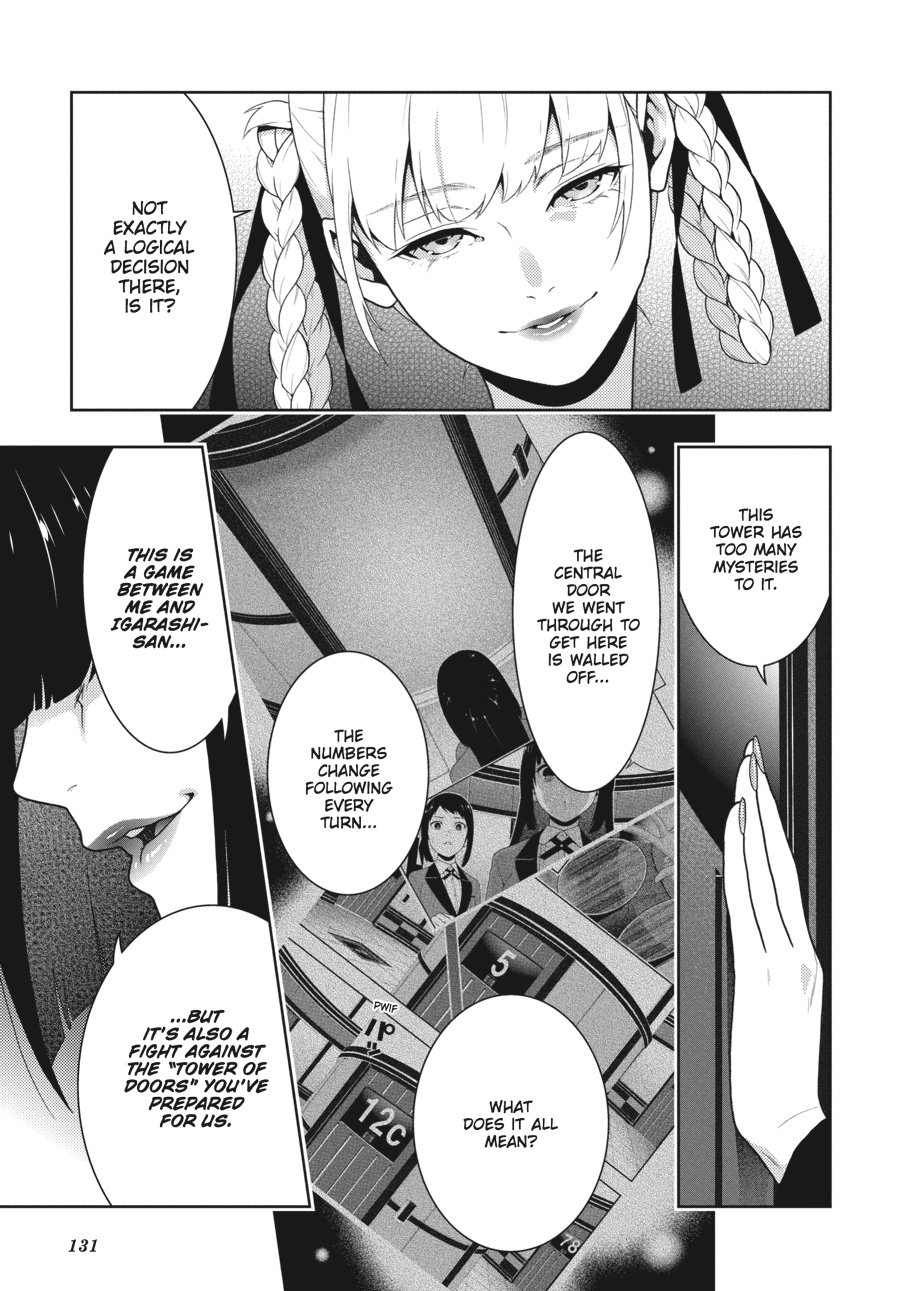 NOT
EXACTLY
A LOGICAL
DECISION
THERE,
IS IT?
THIS
TOWER HAS
TOO MANY
MYSTERIES
TO IT.
THE
CENTRAL
DOOR
WE WENT
THROUGH TO
GET HERE
IS WALLED
OFF...
THE
NUMBERS
CHANGE
FOLLOWING
EVERY
TURN...
5
PWIF
パッ
12C
WHAT
DOES IT ALL
MEAN?
78
THIS IS
A GAME
BETWEEN
ME AND
IGARASHI-
SAN...
...BUT
IT'S ALSO A
FIGHT AGAINST
THE "TOWER OF
DOORS" YOU'VE
PREPARED
FOR US.
131